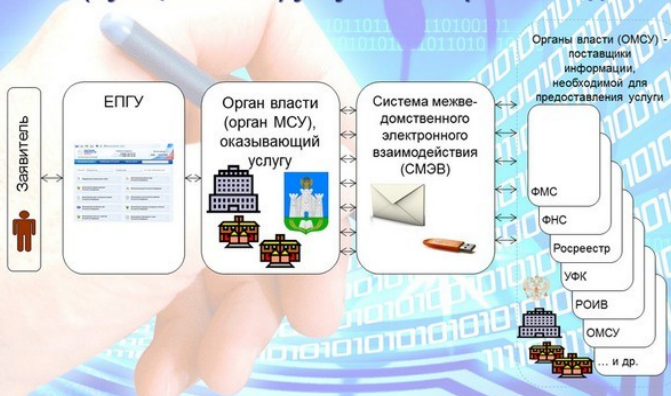 Заявитель
ЕПГУ
Орган власти
(орган МСУ),
оказывающий
услугу
Система межве-
домственного
электронного
взаимодействия
(СМЭВ)
Органы власти (ОМСУ) -
поставщики
информации,
необходимой для
предоставления услуги
ФМС
ФНС
Росреестр
УФК
РОИВ
ОМСУ
... и др.